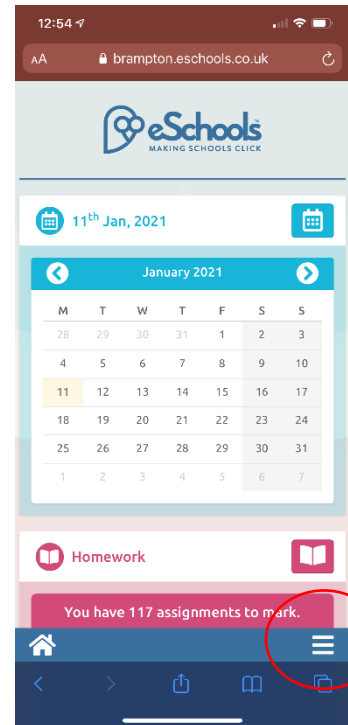 12:54
AA brampton.eschools.co.uk
eSchools
MAKING SCHOOLS CLICK
11th Jan, 2021
January 2021
M T W T F S S
28 29 30 31 1 2 3
4 5 6 7 8 9 10
11 12 13 14 15 16 17
18 19 20 21 22 23 24
25 26 27 28 29 30 31
1 2 3 4 5 6 7
Homework
You have 117 assignments to mark.